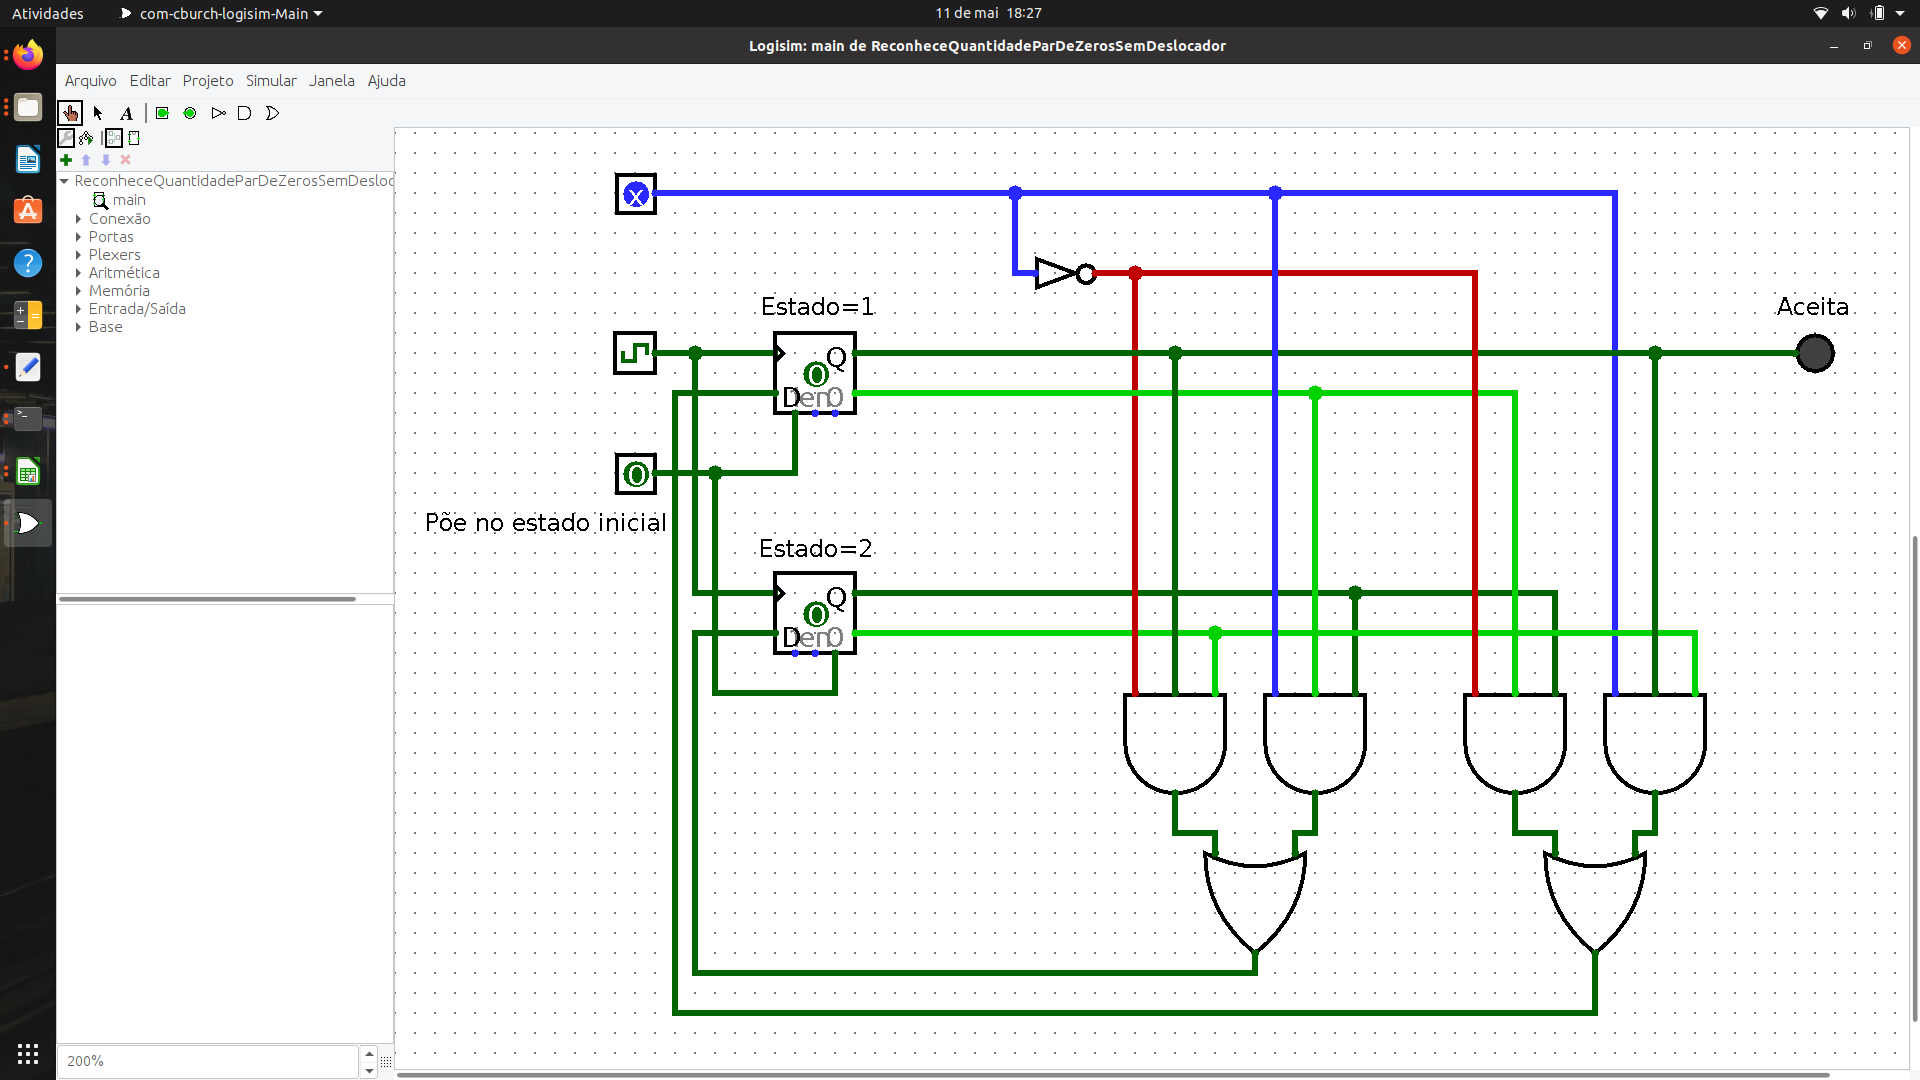 Atividades
com-cburch-logisim-Main
11 de mai 18:27
Logisim: main de ReconheceQuantidadeParDeZerosSemDeslocador
Arquivo Editar Projeto Simular Janela Ajuda
A
ReconheceQuantidadeParDeZerosSemDesloc
main
Conexão
Portas
Plexers
Aritmética
Memória
Entrada/Saída
Base
200%
x
Estado=1
Aceita
Q
0
D en 0
0
Põe no estado inicial
Estado=2
Q
0
D en 0